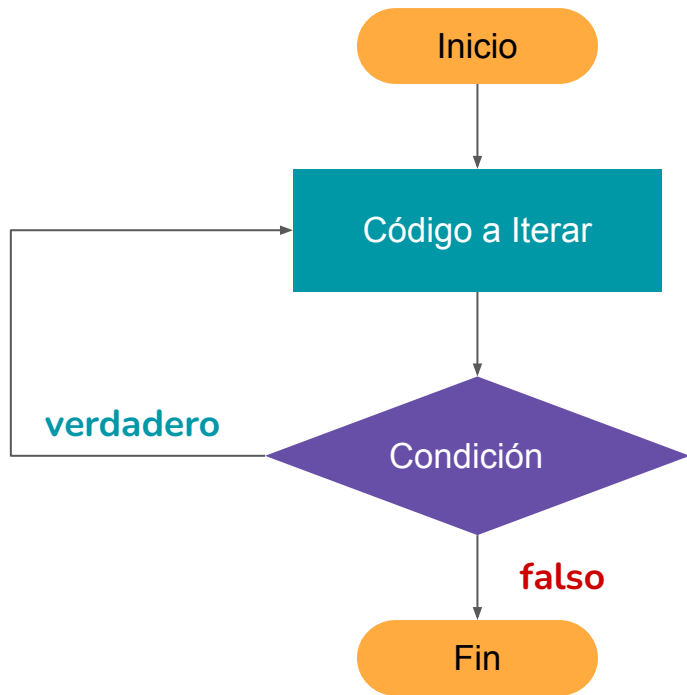 Inicio
Código a Iterar
verdadero
Condición
falso
Fin